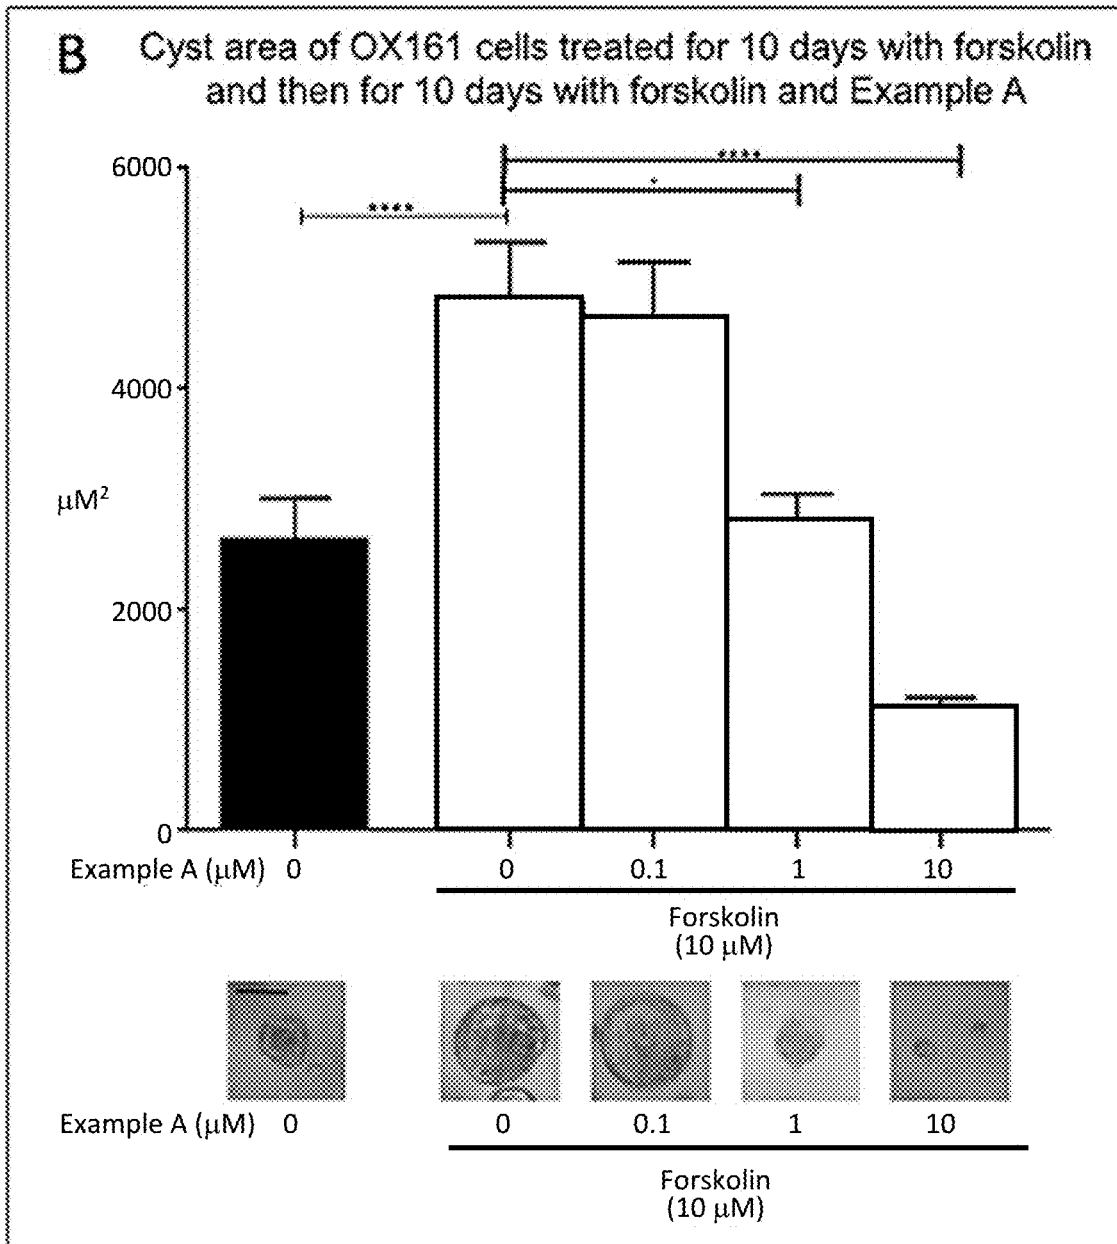 B Cyst area of OX161 cells treated for 10 days with forskolin
and then for 10 days with forskolin and Example A
6000
****
*
****
4000
μM²
2000
0
Example A (μM) 0 0 0.1 1 10
Forskolin
(10 μM)
Example A (μM) 0 0 0.1 1 10
Forskolin
(10 μM)